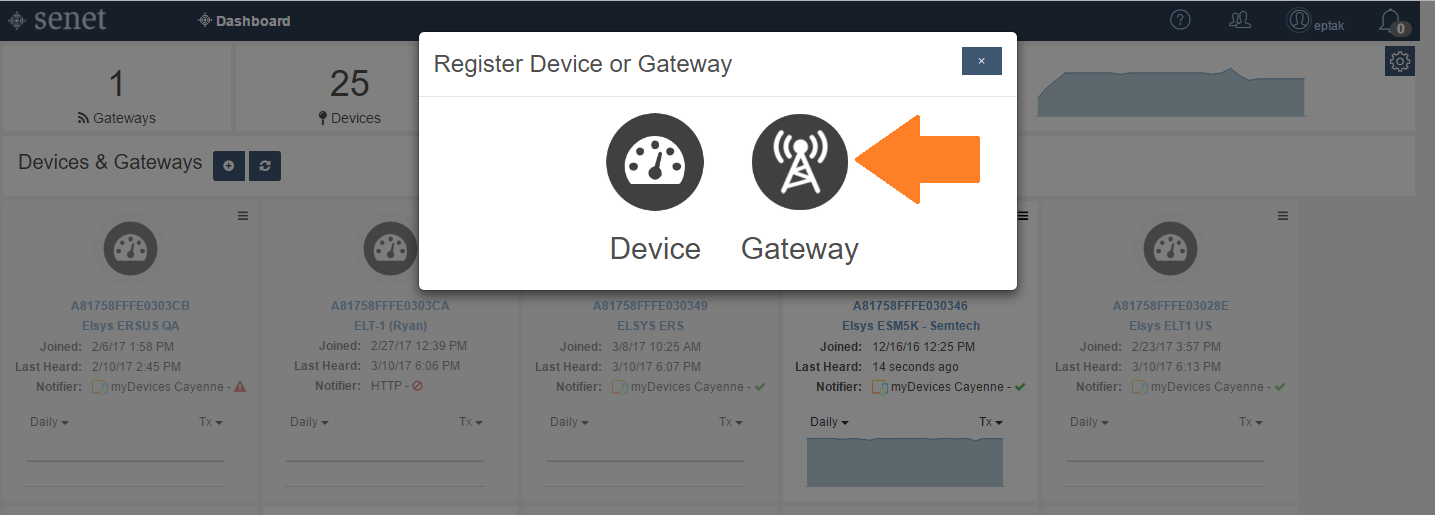 senet
Dashboard
?
eptak
0
1
Gateways
25
Devices
Register Device or Gateway
×
Device
Gateway
Devices & Gateways
A81758FFFE0303CB
Elsys ERSUS QA
Joined: 2/6/17 1:58 PM
Last Heard: 2/10/17 2:45 PM
Notifier: myDevices Cayenne -
Daily
Tx
A81758FFFE0303CA
ELT-1 (Ryan)
Joined: 2/27/17 12:39 PM
Last Heard: 3/10/17 6:06 PM
Notifier: HTTP -
Daily
Tx
A81758FFFE030349
ELSYS ERS
Joined: 3/8/17 10:25 AM
Last Heard: 3/10/17 6:07 PM
Notifier: myDevices Cayenne -
Daily
Tx
A81758FFFE030346
Elsys ESM5K - Semtech
Joined: 12/16/16 12:25 PM
Last Heard: 14 seconds ago
Notifier: myDevices Cayenne -
Daily
Tx
A81758FFFE03028E
Elsys ELT1 US
Joined: 2/23/17 3:57 PM
Last Heard: 3/10/17 6:13 PM
Notifier: myDevices Cayenne -
Daily
Tx